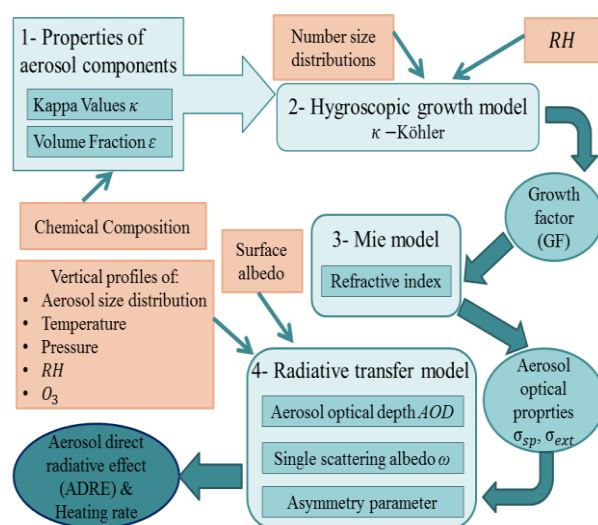 1- Properties of
aerosol components
Kappa Values κ
Volume Fraction ε
Chemical Composition
Number size
distributions
RH
2- Hygroscopic growth model
κ –Köhler
Growth
factor
(GF)
3- Mie model
Refractive index
Surface
albedo
Vertical profiles of:
• Aerosol size distribution
• Temperature
• Pressure
• RH
• O₃
Aerosol
optical
proprties
σsp, σext
4- Radiative transfer model
Aerosol optical depth AOD
Single scattering albedo ω
Asymmetry parameter
Aerosol direct
radiative effect
(ADRE) &
Heating rate